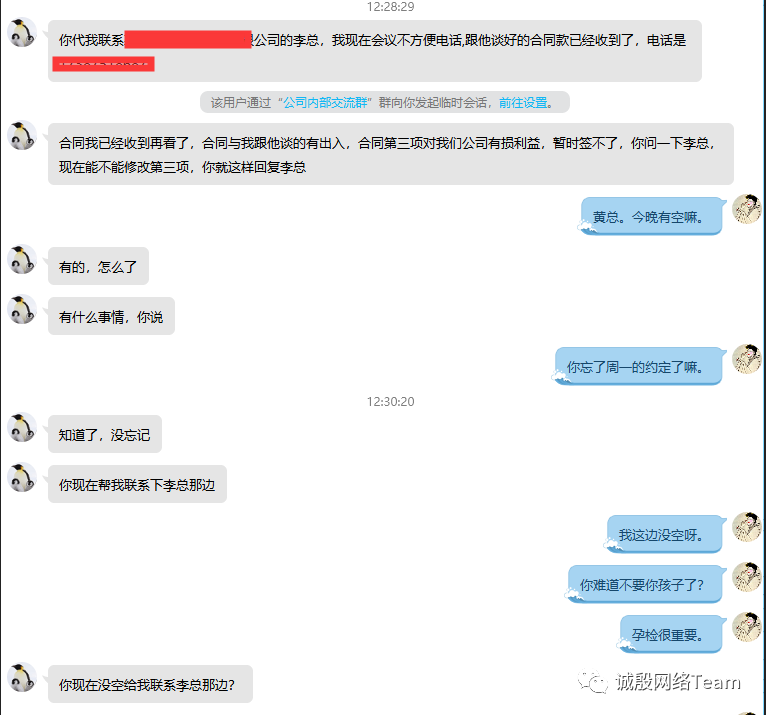 12:28:29
你代我联系 公司的李总，我现在会议不方便电话,跟他谈好的合同款已经收到了，电话是
该用户通过“公司内部交流群”群向你发起临时会话，前往设置。
合同我已经收到再看了，合同与我跟他谈的有出入，合同第三项对我们公司有损利益，暂时签不了，你问一下李总，
现在能不能修改第三项，你就这样回复李总
黄总。今晚有空嘛。
有的，怎么了
有什么事情，你说
你忘了周一的约定了嘛。
12:30:20
知道了，没忘记
你现在帮我联系下李总那边
我这边没空呀。
你难道不要你孩子了？
孕检很重要。
你现在没空给我联系李总那边？
诚殷网络Team